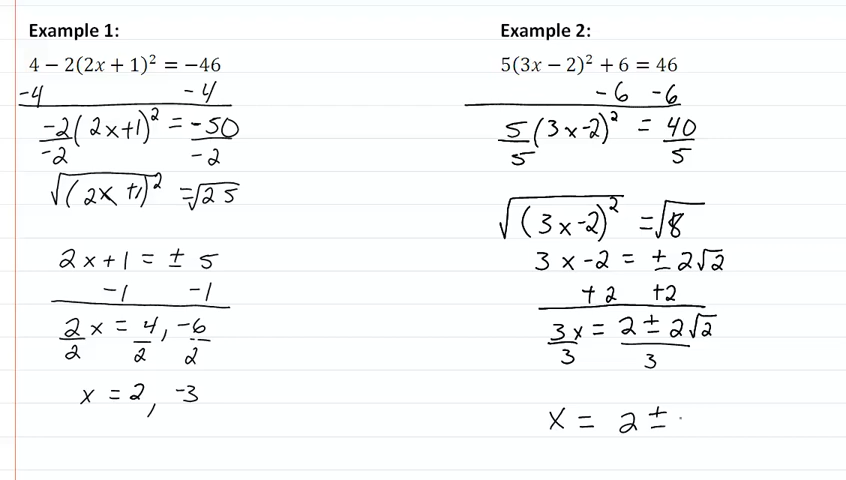 Example 1:
4 − 2(2x + 1)² = −46
-4 -4
-2(2x+1)² = -50
-2 -2
√(2x+1)² = √25
2x+1 = ± 5
-1 -1
2x = 4, -6
2 2 2
x = 2, -3
Example 2:
5(3x − 2)² + 6 = 46
-6 -6
5(3x-2)² = 40
5 5
√(3x-2)² = √8
3x-2 = ± 2√2
+2 +2
3x = 2 ± 2√2
3 3
x = 2 ±